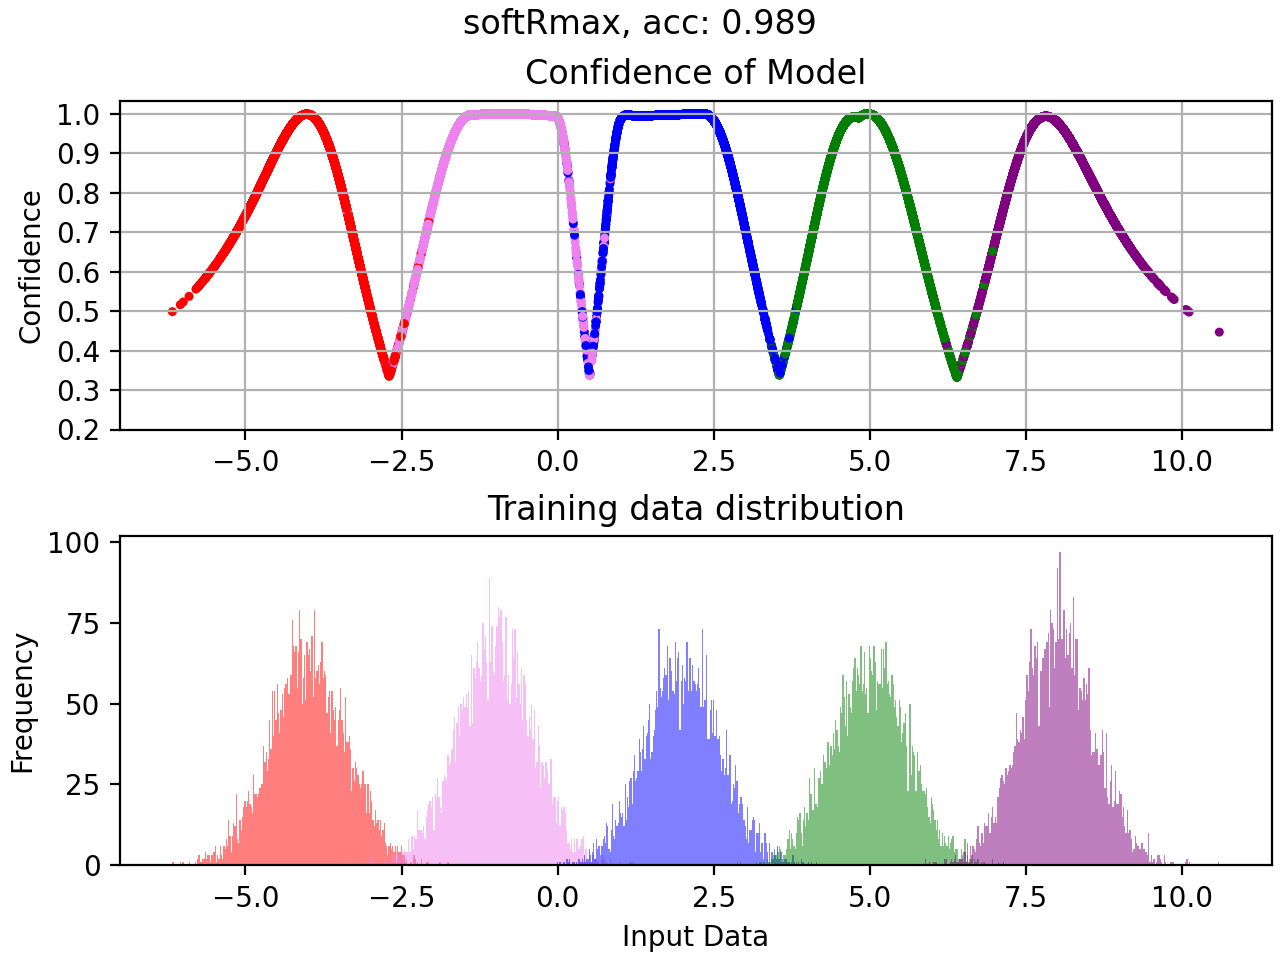 softRmax, acc: 0.989
Confidence of Model
Confidence
1.0
0.9
0.8
0.7
0.6
0.5
0.4
0.3
0.2
−5.0 −2.5 0.0 2.5 5.0 7.5 10.0
Training data distribution
Frequency
100
75
50
25
0
−5.0 −2.5 0.0 2.5 5.0 7.5 10.0
Input Data